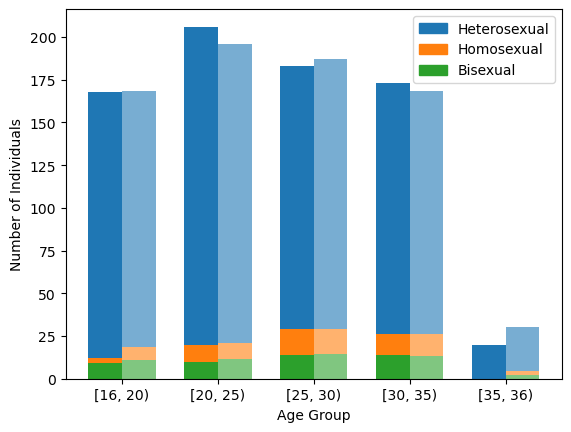 Heterosexual
Homosexual
Bisexual
Number of Individuals
200
175
150
125
100
75
50
25
0
[16, 20)
[20, 25)
[25, 30)
[30, 35)
[35, 36)
Age Group